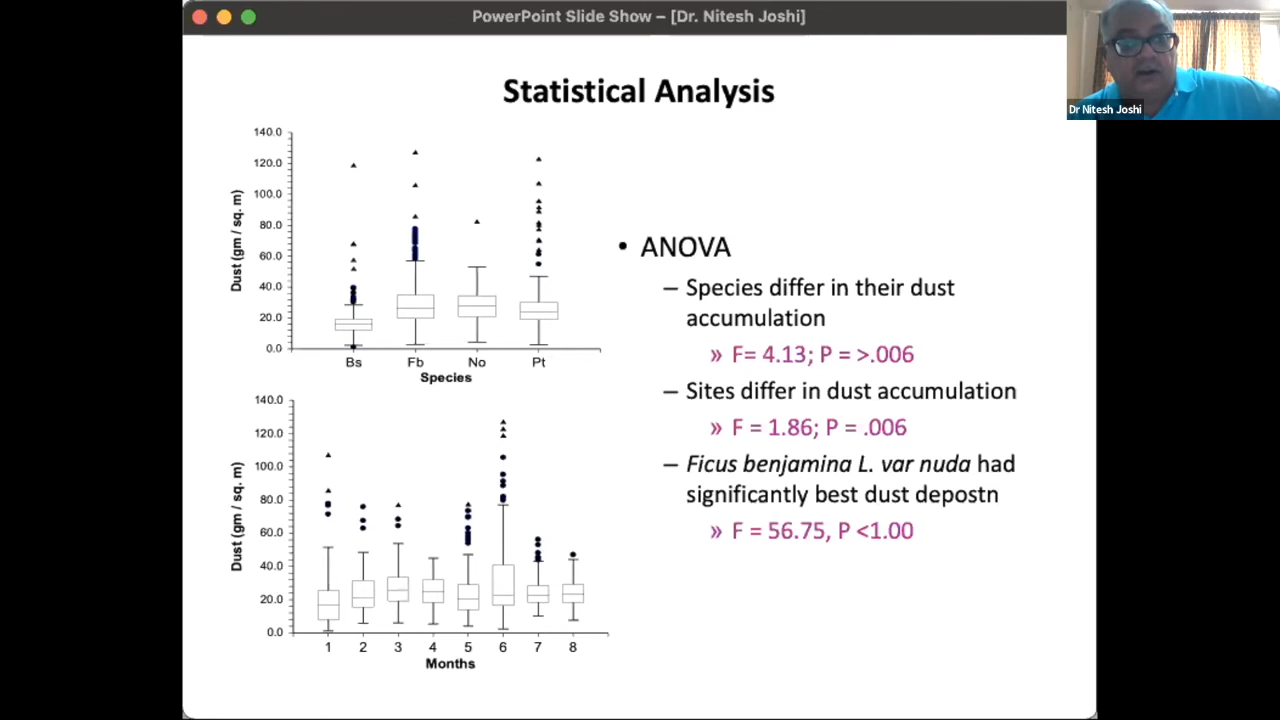 PowerPoint Slide Show – [Dr. Nitesh Joshi]
Dr Nitesh Joshi
Statistical Analysis
140.0
120.0
100.0
80.0
60.0
40.0
20.0
0.0
Dust (gm / sq. m)
Bs Fb No Pt
Species
140.0
120.0
100.0
80.0
60.0
40.0
20.0
0.0
Dust (gm / sq. m)
1 2 3 4 5 6 7 8
Months
• ANOVA
– Species differ in their dust
accumulation
» F= 4.13; P = >.006
– Sites differ in dust accumulation
» F = 1.86; P = .006
– Ficus benjamina L. var nuda had
significantly best dust depostn
» F = 56.75, P <1.00